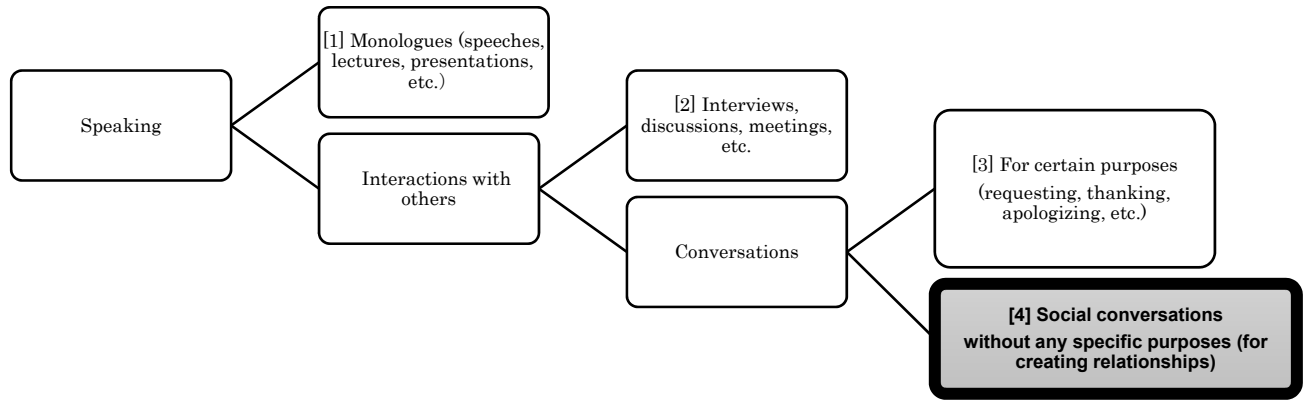 Speaking
[1] Monologues (speeches,
lectures, presentations,
etc.)
Interactions with
others
[2] Interviews,
discussions, meetings,
etc.
Conversations
[3] For certain purposes
(requesting, thanking,
apologizing, etc.)
[4] Social conversations
without any specific purposes (for
creating relationships)